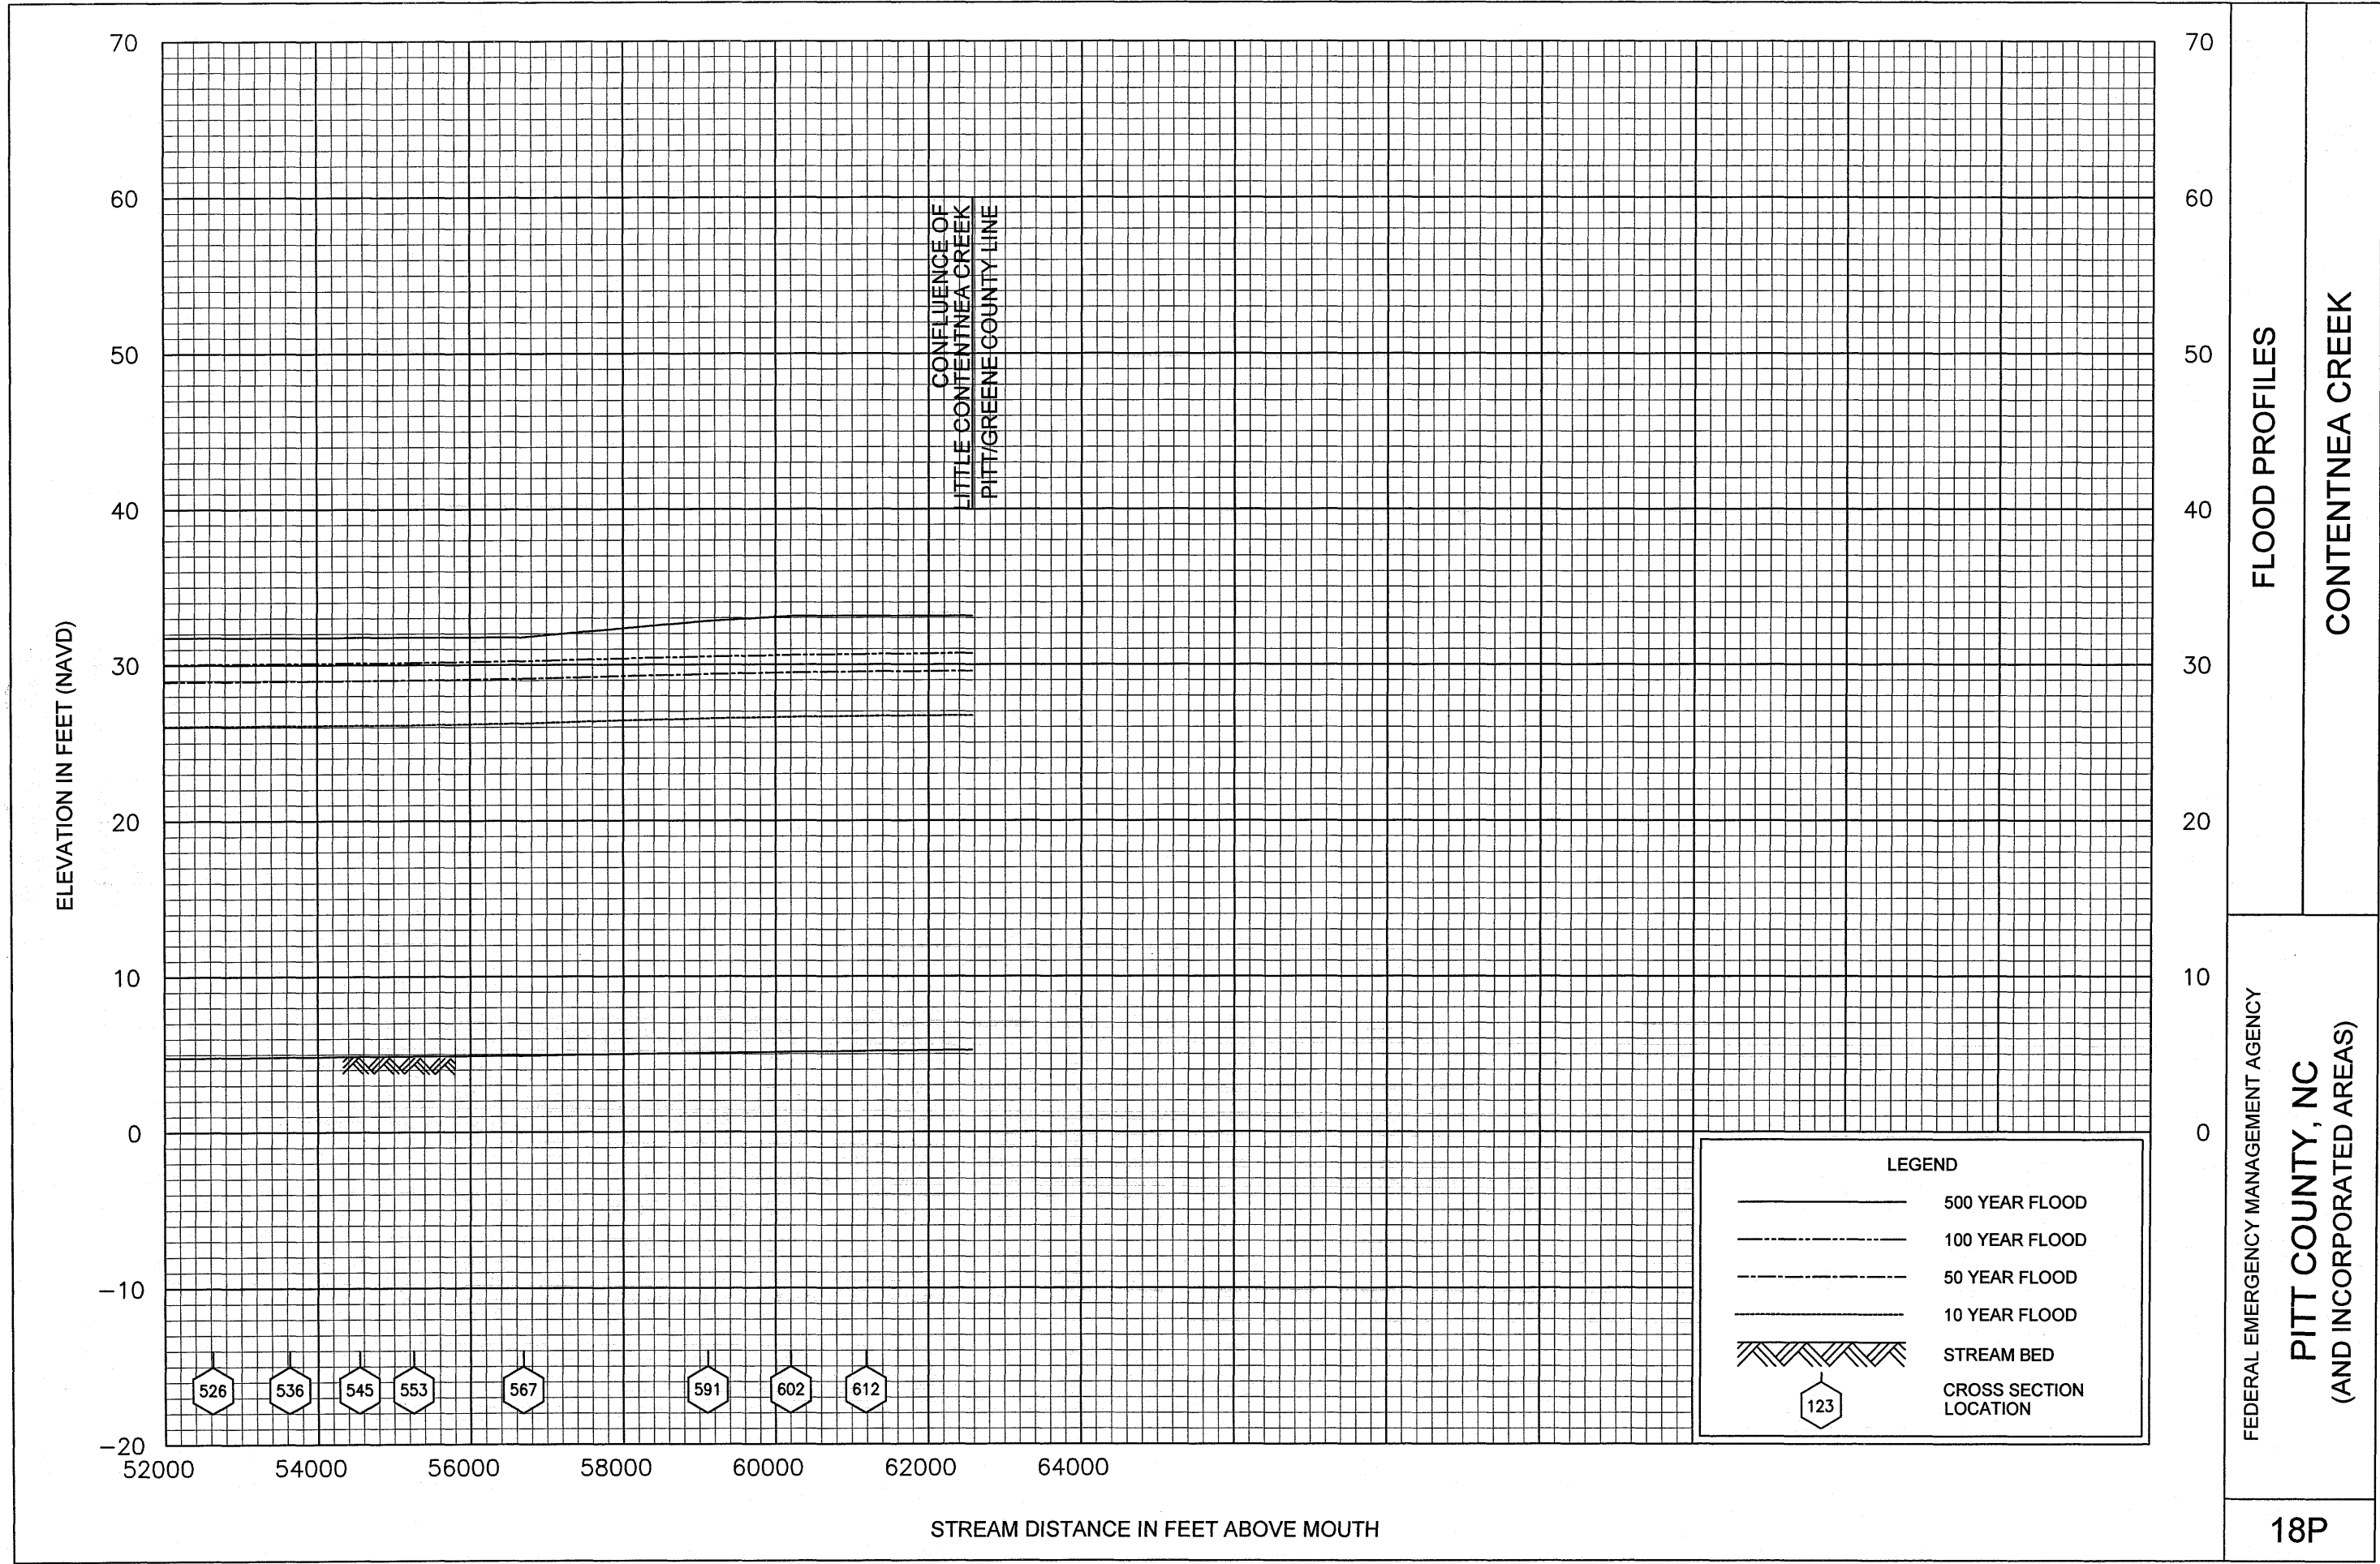 70
60
50
40
30
20
10
0
−10
−20
ELEVATION IN FEET (NAVD)
CONFLUENCE OF
LITTLE CONTENTNEA CREEK
PITT/GREENE COUNTY LINE
526
536
545
553
567
591
602
612
52000
54000
56000
58000
60000
62000
64000
STREAM DISTANCE IN FEET ABOVE MOUTH
70
60
50
40
30
20
10
0
LEGEND
500 YEAR FLOOD
100 YEAR FLOOD
50 YEAR FLOOD
10 YEAR FLOOD
STREAM BED
123
CROSS SECTION
LOCATION
FLOOD PROFILES
CONTENTNEA CREEK
FEDERAL EMERGENCY MANAGEMENT AGENCY
PITT COUNTY, NC
(AND INCORPORATED AREAS)
18P